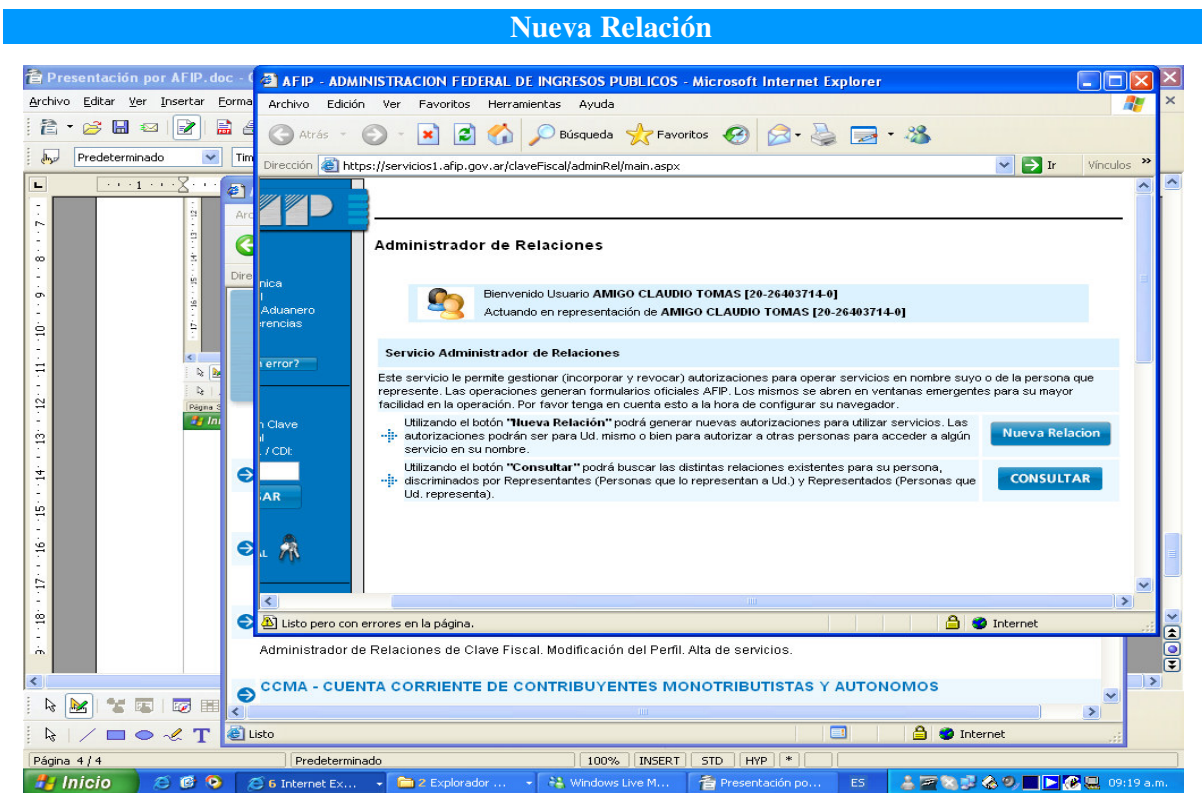 Nueva Relación
Presentación por AFIP.doc - (
AFIP - ADMINISTRACION FEDERAL DE INGRESOS PUBLICOS - Microsoft Internet Explorer
Archivo Editar Ver Insertar Forma
Archivo Edición Ver Favoritos Herramientas Ayuda
Atrás Búsqueda Favoritos
Predeterminado Tim
Dirección https://servicios1.afip.gov.ar/claveFiscal/adminRel/main.aspx Ir Vínculos
Administrador de Relaciones
Bienvenido Usuario AMIGO CLAUDIO TOMAS [20-26403714-0]
Actuando en representación de AMIGO CLAUDIO TOMAS [20-26403714-0]
nica
l
Aduanero
erencias
n error?
n Clave
l
. / CDI:
SAR
AL
Servicio Administrador de Relaciones
Este servicio le permite gestionar (incorporar y revocar) autorizaciones para operar servicios en nombre suyo o de la persona que
represente. Las operaciones generan formularios oficiales AFIP. Los mismos se abren en ventanas emergentes para su mayor
facilidad en la operación. Por favor tenga en cuenta esto a la hora de configurar su navegador.
Utilizando el botón "Nueva Relación" podrá generar nuevas autorizaciones para utilizar servicios. Las
autorizaciones podrán ser para Ud. mismo o bien para autorizar a otras personas para acceder a algún
servicio en su nombre.
Nueva Relacion
Utilizando el botón "Consultar" podrá buscar las distintas relaciones existentes para su persona,
discriminados por Representantes (Personas que lo representan a Ud.) y Representados (Personas que
Ud. representa).
CONSULTAR
Listo pero con errores en la página. Internet
Administrador de Relaciones de Clave Fiscal. Modificación del Perfil. Alta de servicios.
CCMA - CUENTA CORRIENTE DE CONTRIBUYENTES MONOTRIBUTISTAS Y AUTONOMOS
Listo Internet
Página 4 / 4 Predeterminado 100% INSERT STD HYP *
Inicio 6 Internet Ex... 2 Explorador ... Windows Live M... Presentación po... ES 09:19 a.m.